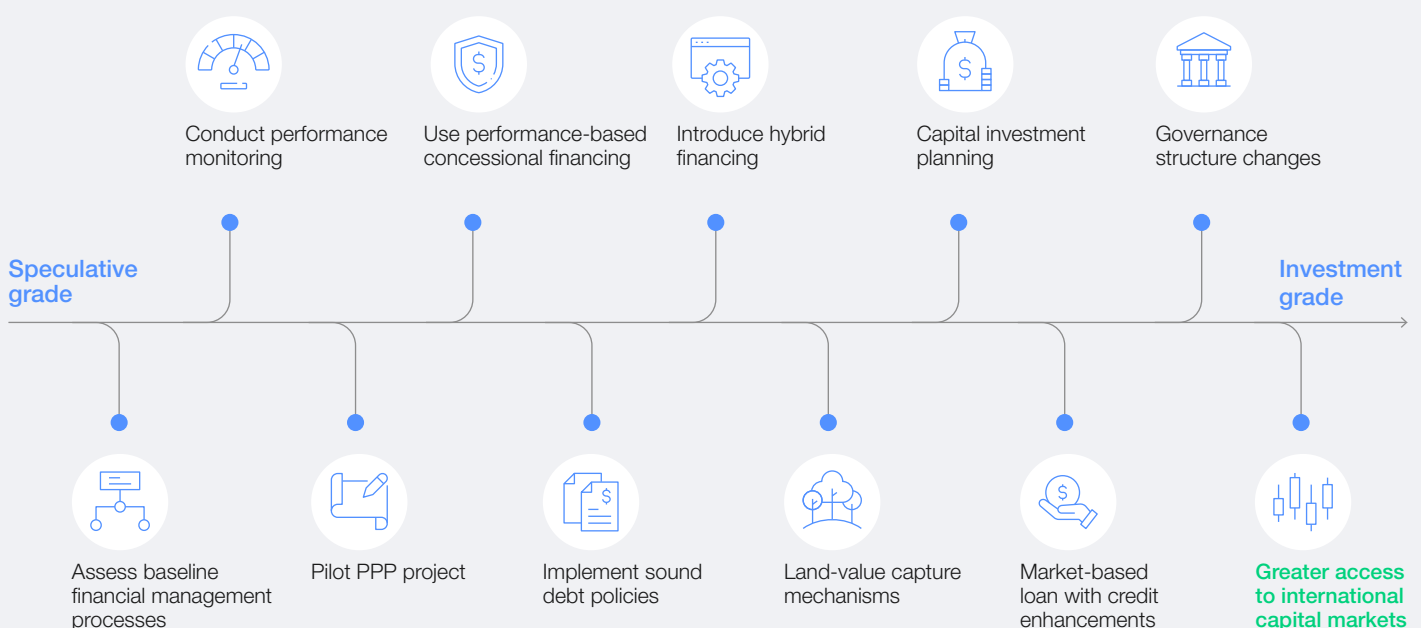 Conduct performance
monitoring
Use performance-based
concessional financing
Introduce hybrid
financing
Capital investment
planning
Governance
structure changes
Speculative
grade
Investment
grade
Assess baseline
financial management
processes
Pilot PPP project
Implement sound
debt policies
Land-value capture
mechanisms
Market-based
loan with credit
enhancements
Greater access
to international
capital markets